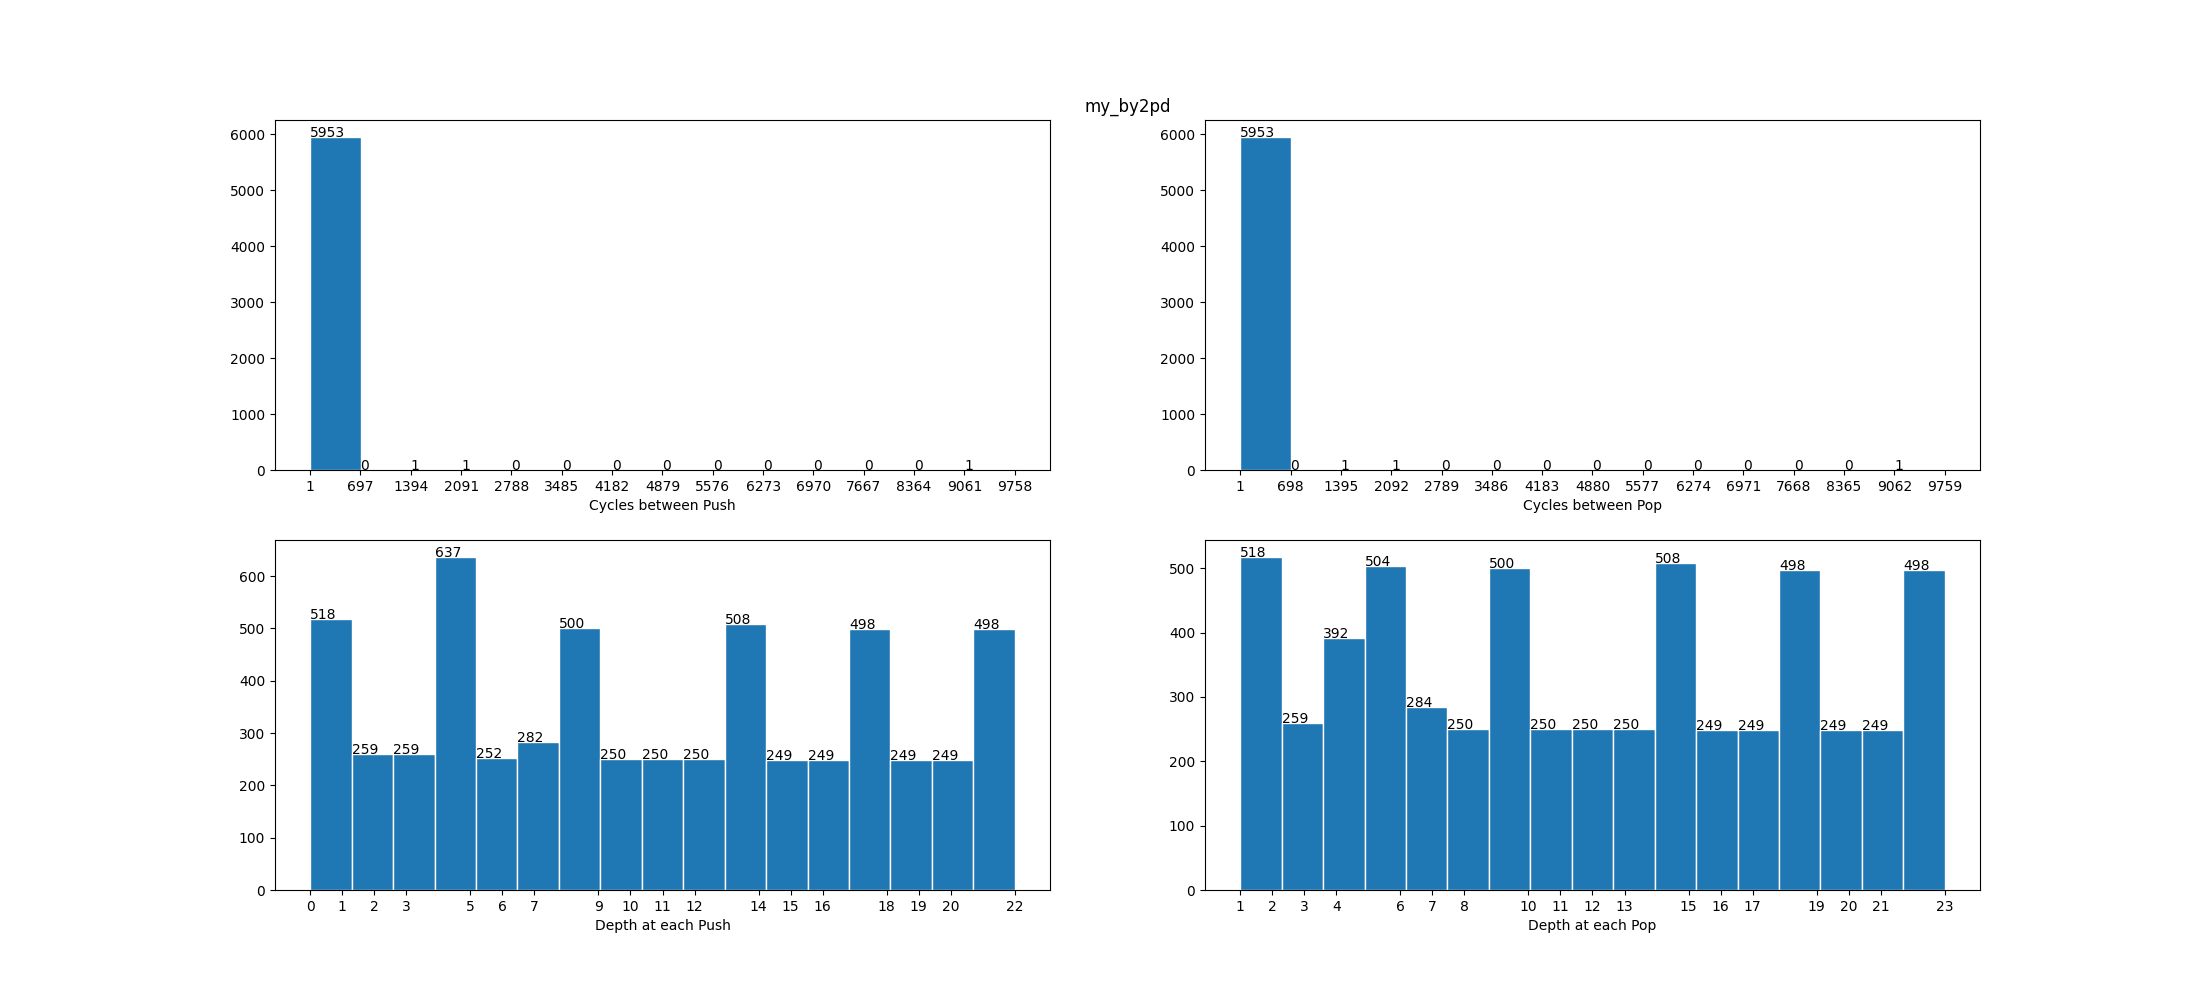 my_by2pd
6000
5000
4000
3000
2000
1000
0
5953 0 1 1 0 0 0 0 0 0 0 0 0 1
1 697 1394 2091 2788 3485 4182 4879 5576 6273 6970 7667 8364 9061 9758
Cycles between Push
6000
5000
4000
3000
2000
1000
0
5953 0 1 1 0 0 0 0 0 0 0 0 0 1
1 698 1395 2092 2789 3486 4183 4880 5577 6274 6971 7668 8365 9062 9759
Cycles between Pop
600
500
400
300
200
100
0
518 259 259 637 252 282 500 250 250 250 508 249 249 498 249 249 498
0 1 2 3 5 6 7 9 10 11 12 14 15 16 18 19 20 22
Depth at each Push
500
400
300
200
100
0
518 259 392 504 284 250 500 250 250 250 508 249 249 498 249 249 498
1 2 3 4 6 7 8 10 11 12 13 15 16 17 19 20 21 23
Depth at each Pop